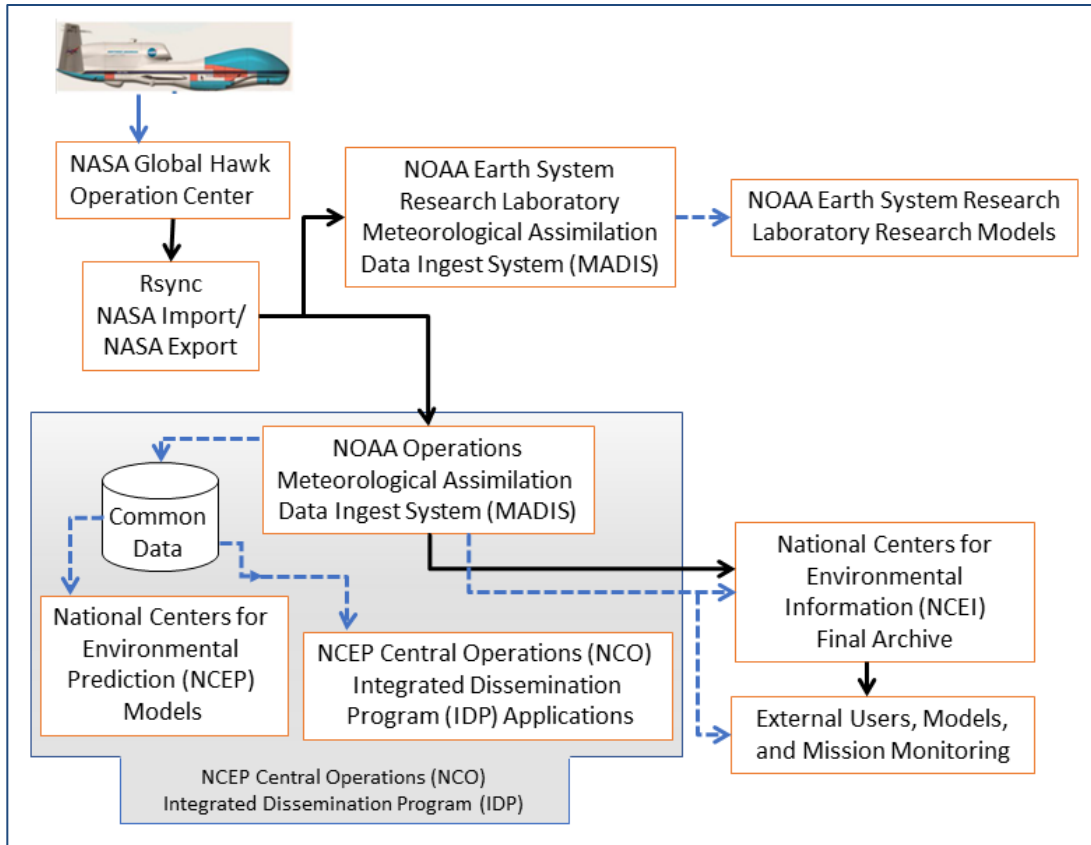 NASA Global Hawk
Operation Center
NOAA Earth System
Research Laboratory
Meteorological Assimilation
Data Ingest System (MADIS)
NOAA Earth System Research
Laboratory Research Models
Rsync
NASA Import/
NASA Export
NOAA Operations
Meteorological Assimilation
Data Ingest System (MADIS)
Common
Data
National Centers for
Environmental
Prediction (NCEP)
Models
NCEP Central Operations (NCO)
Integrated Dissemination
Program (IDP) Applications
National Centers for
Environmental
Information (NCEI)
Final Archive
External Users, Models,
and Mission Monitoring
NCEP Central Operations (NCO)
Integrated Dissemination Program (IDP)